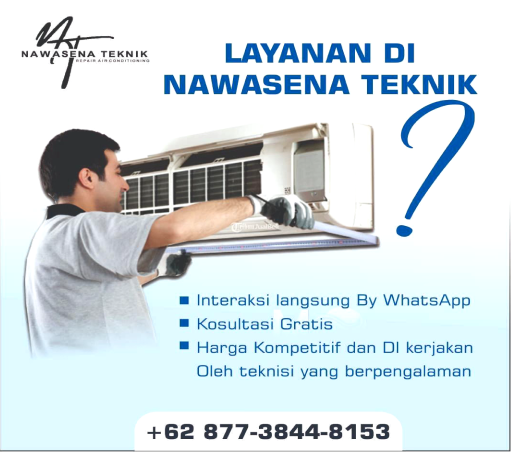 NAWASENA TEKNIK
REPAIR AIR CONDITIONING
LAYANAN DI
NAWASENA TEKNIK
?
Interaksi langsung By WhatsApp
Kosultasi Gratis
Harga Kompetitif dan DI kerjakan
Oleh teknisi yang berpengalaman
+62 877-3844-8153